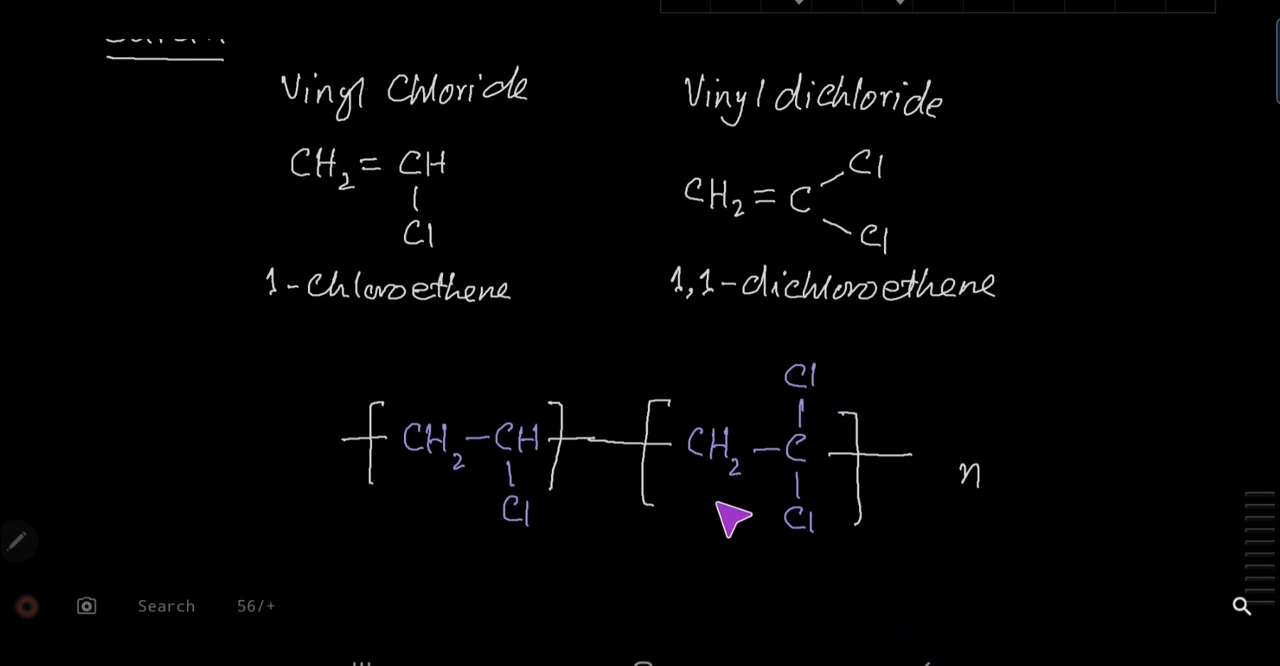 Vinyl Chloride
Vinyl dichloride
CH2 = CH
Cl
CH2 = C
Cl
Cl
1-Chloroethene
1,1-dichloroethene
Cl
[CH2-CH] [CH2-C] n
Cl
Cl
Search 56/+